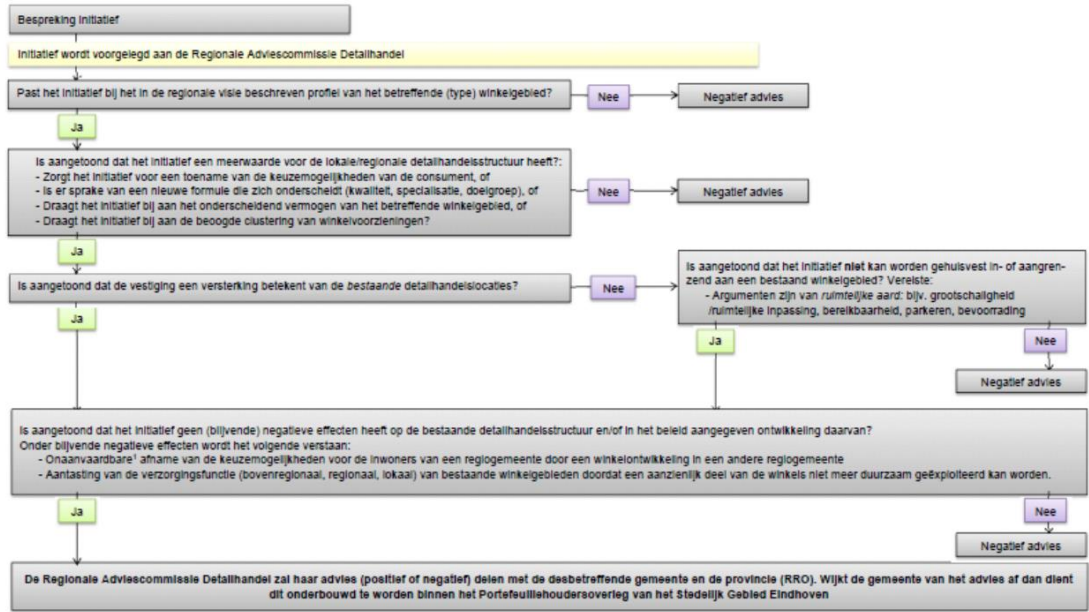 Bespreking initiatief
Initiatief wordt voorgelegd aan de Regionale Adviescommissie Detailhandel
Past het initiatief bij het in de regionale visie beschreven profiel van het betreffende (type) winkelgebied?
Nee
Negatief advies
Ja
Is aangetoond dat het initiatief een meerwaarde voor de lokale/regionale detailhandelsstructuur heeft?:
- Zorgt het initiatief voor een toename van de keuzemogelijkheden van de consument, of
- Is er sprake van een nieuwe formule die zich onderscheidt (kwaliteit, specialisatie, doelgroep), of
- Draagt het initiatief bij aan het onderscheidend vermogen van het betreffende winkelgebied, of
- Draagt het initiatief bij aan de beoogde clustering van winkelvoorzieningen?
Nee
Negatief advies
Ja
Is aangetoond dat de vestiging een versterking betekent van de bestaande detailhandelslocaties?
Nee
Is aangetoond dat het initiatief niet kan worden gehuisvest in- of aangren-
zend aan een bestaand winkelgebied? Vereiste:
- Argumenten zijn van ruimtelijke aard: bijv. grootschaligheid
/ruimtelijke inpassing, bereikbaarheid, parkeren, bevoorrading
Ja
Ja
Nee
Negatief advies
Is aangetoond dat het initiatief geen (blijvende) negatieve effecten heeft op de bestaande detailhandelsstructuur en/of in het beleid aangegeven ontwikkeling daarvan?
Onder blijvende negatieve effecten wordt het volgende verstaan:
- Onaanvaardbare¹ afname van de keuzemogelijkheden voor de inwoners van een regiogemeente door een winkelontwikkeling in een andere regiogemeente
- Aantasting van de verzorgingsfunctie (bovenregionaal, regionaal, lokaal) van bestaande winkelgebieden doordat een aanzienlijk deel van de winkels niet meer duurzaam geëxploiteerd kan worden.
Ja
Nee
Negatief advies
De Regionale Adviescommissie Detailhandel zal haar advies (positief of negatief) delen met de desbetreffende gemeente en de provincie (RRO). Wijkt de gemeente van het advies af dan dient
dit onderbouwd te worden binnen het Portefeuillehoudersoverleg van het Stedelijk Gebied Eindhoven